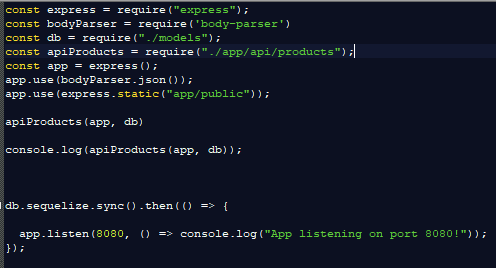 const express = require("express");
const bodyParser = require('body-parser')
const db = require("./models");
const apiProducts = require("./app/api/products");
const app = express();
app.use(bodyParser.json());
app.use(express.static("app/public"));
apiProducts(app, db)
console.log(apiProducts(app, db));
db.sequelize.sync().then(() => {
app.listen(8080, () => console.log("App listening on port 8080!"));
});